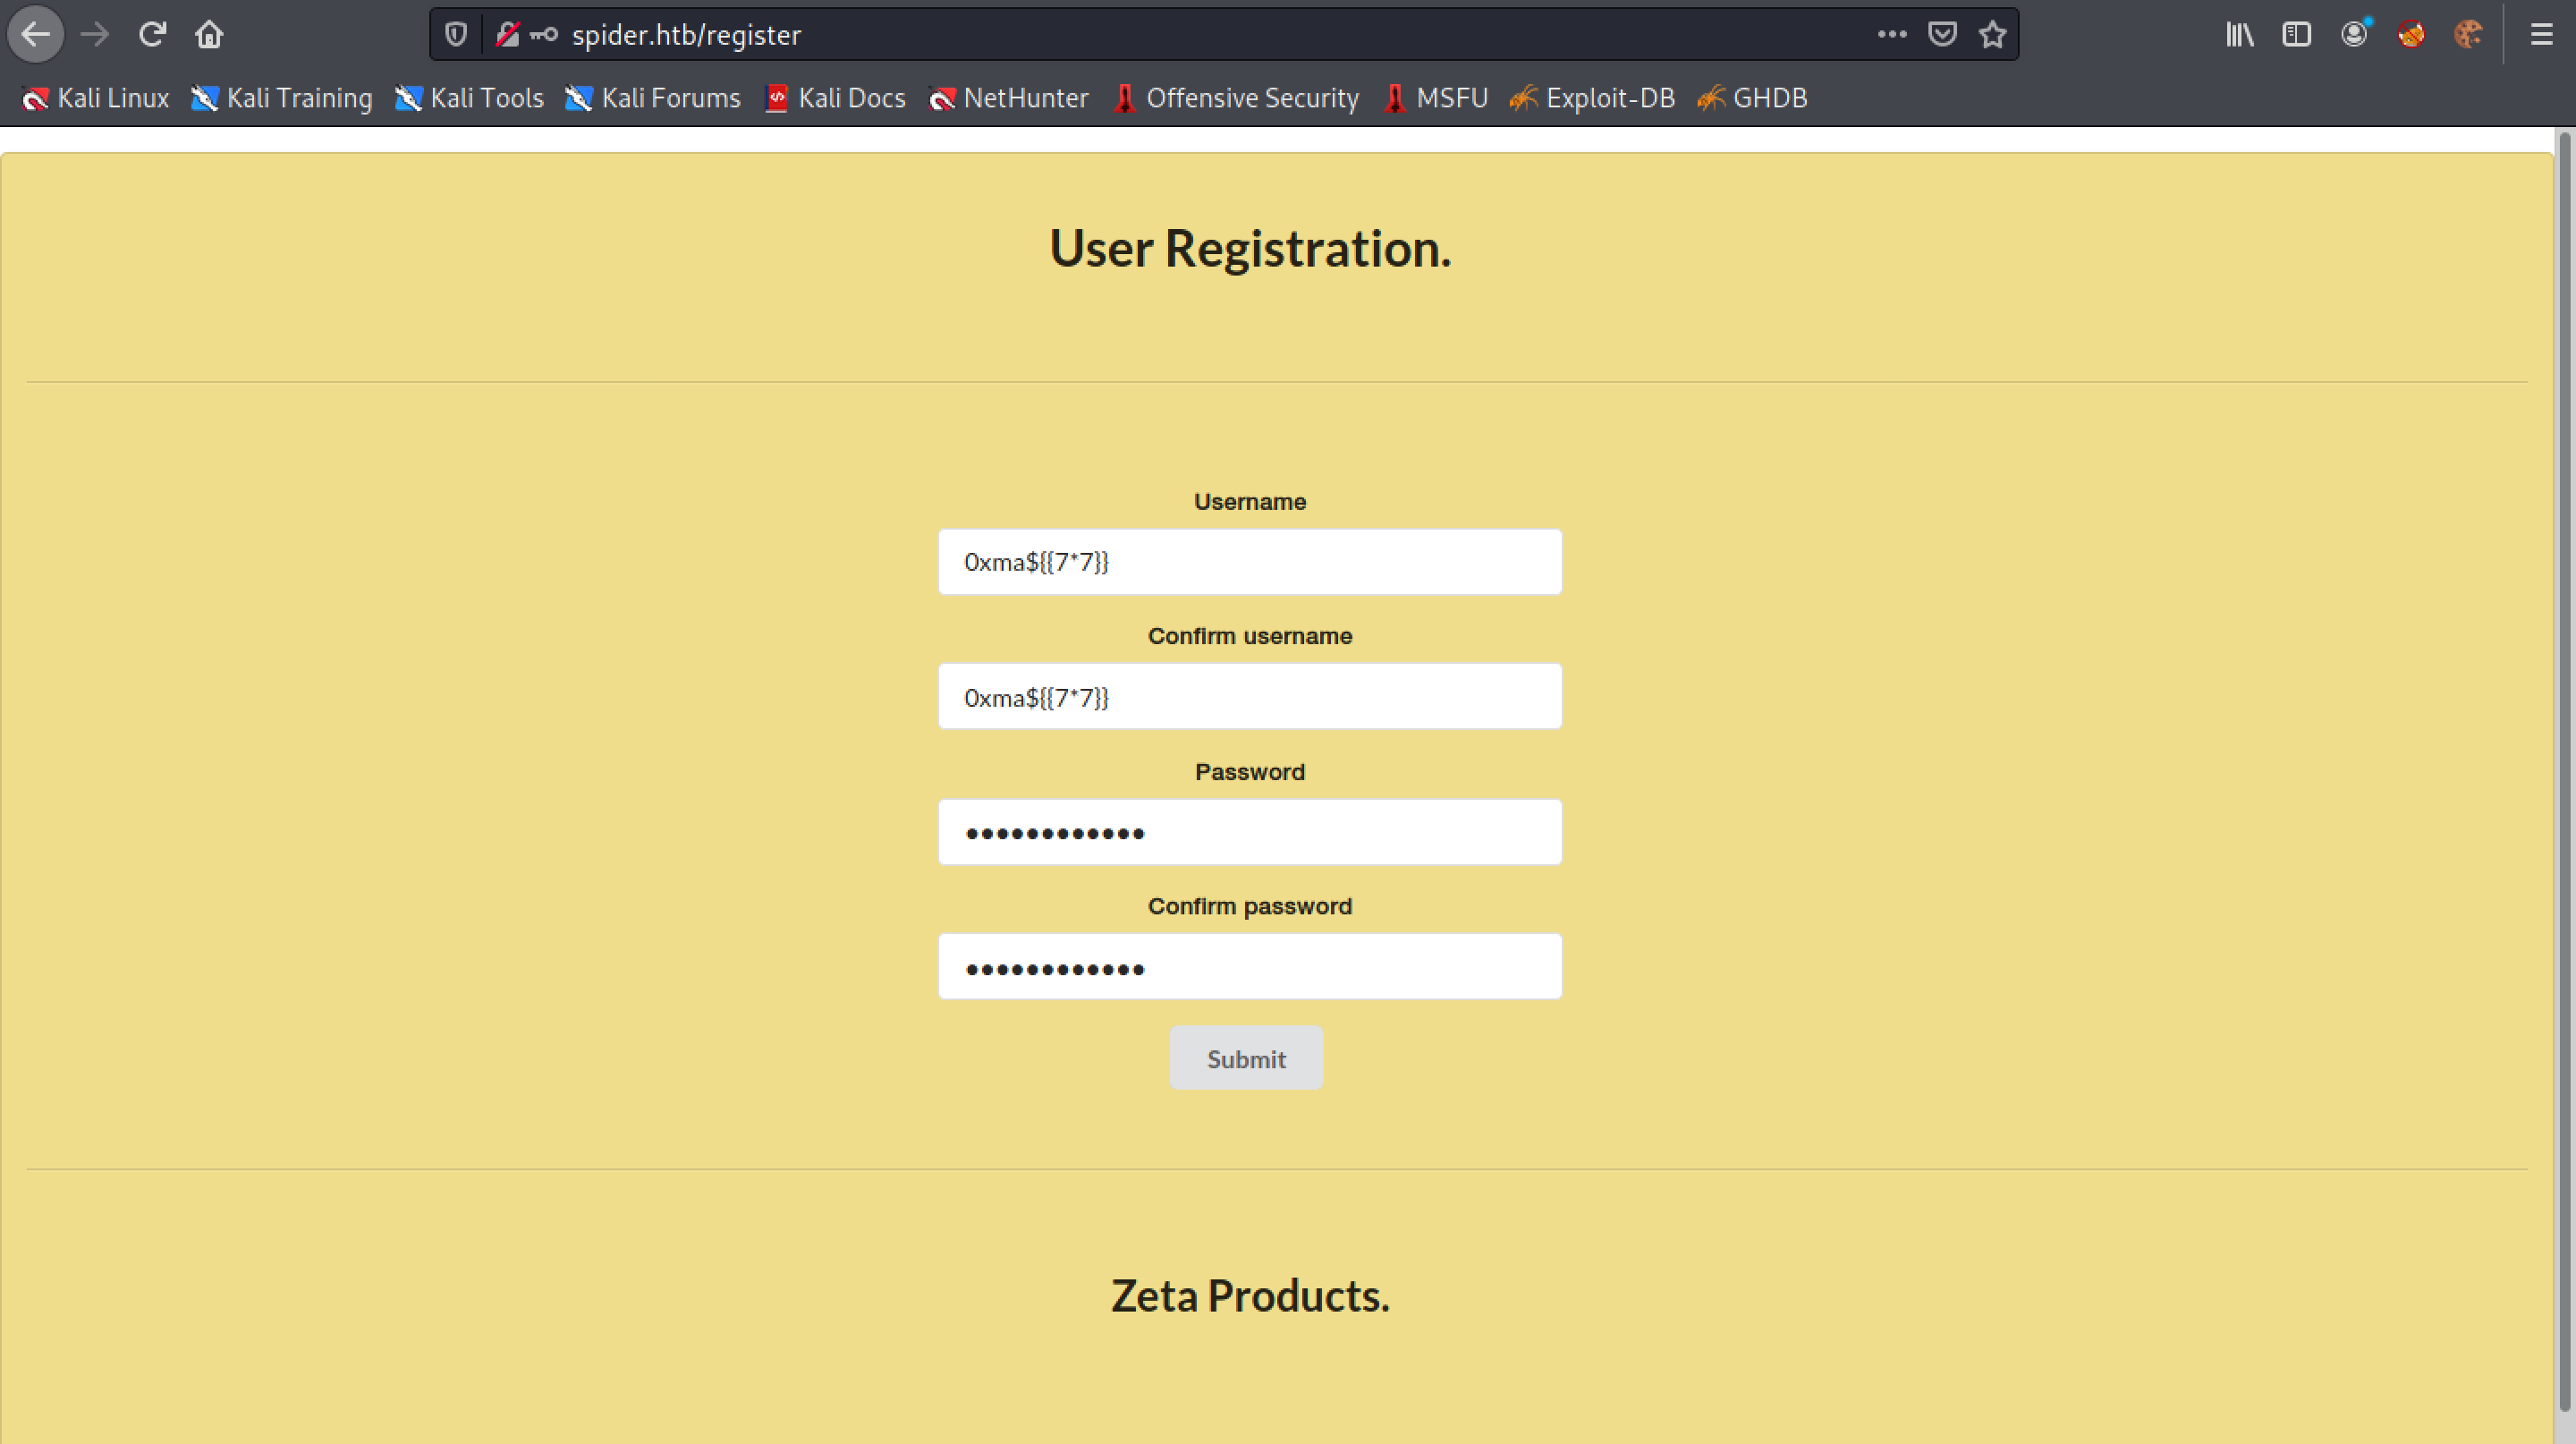 spider.htb/register
Kali Linux Kali Training Kali Tools Kali Forums Kali Docs NetHunter Offensive Security MSFU Exploit-DB GHDB
User Registration.
Username
0xma${{7*7}}
Confirm username
0xma${{7*7}}
Password
••••••••••••
Confirm password
••••••••••••
Submit
Zeta Products.